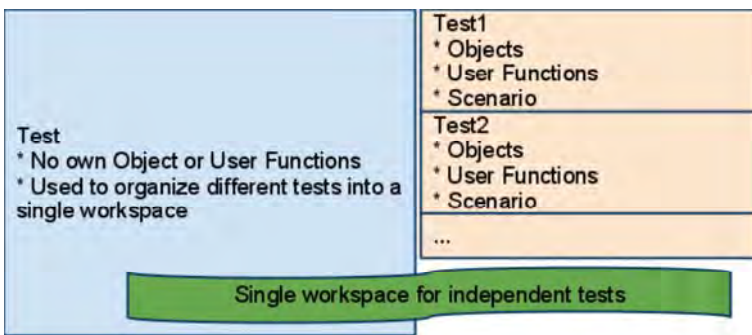 Test
* No own Object or User Functions
* Used to organize different tests into a
single workspace
Test1
* Objects
* User Functions
* Scenario
Test2
* Objects
* User Functions
* Scenario
...
Single workspace for independent tests